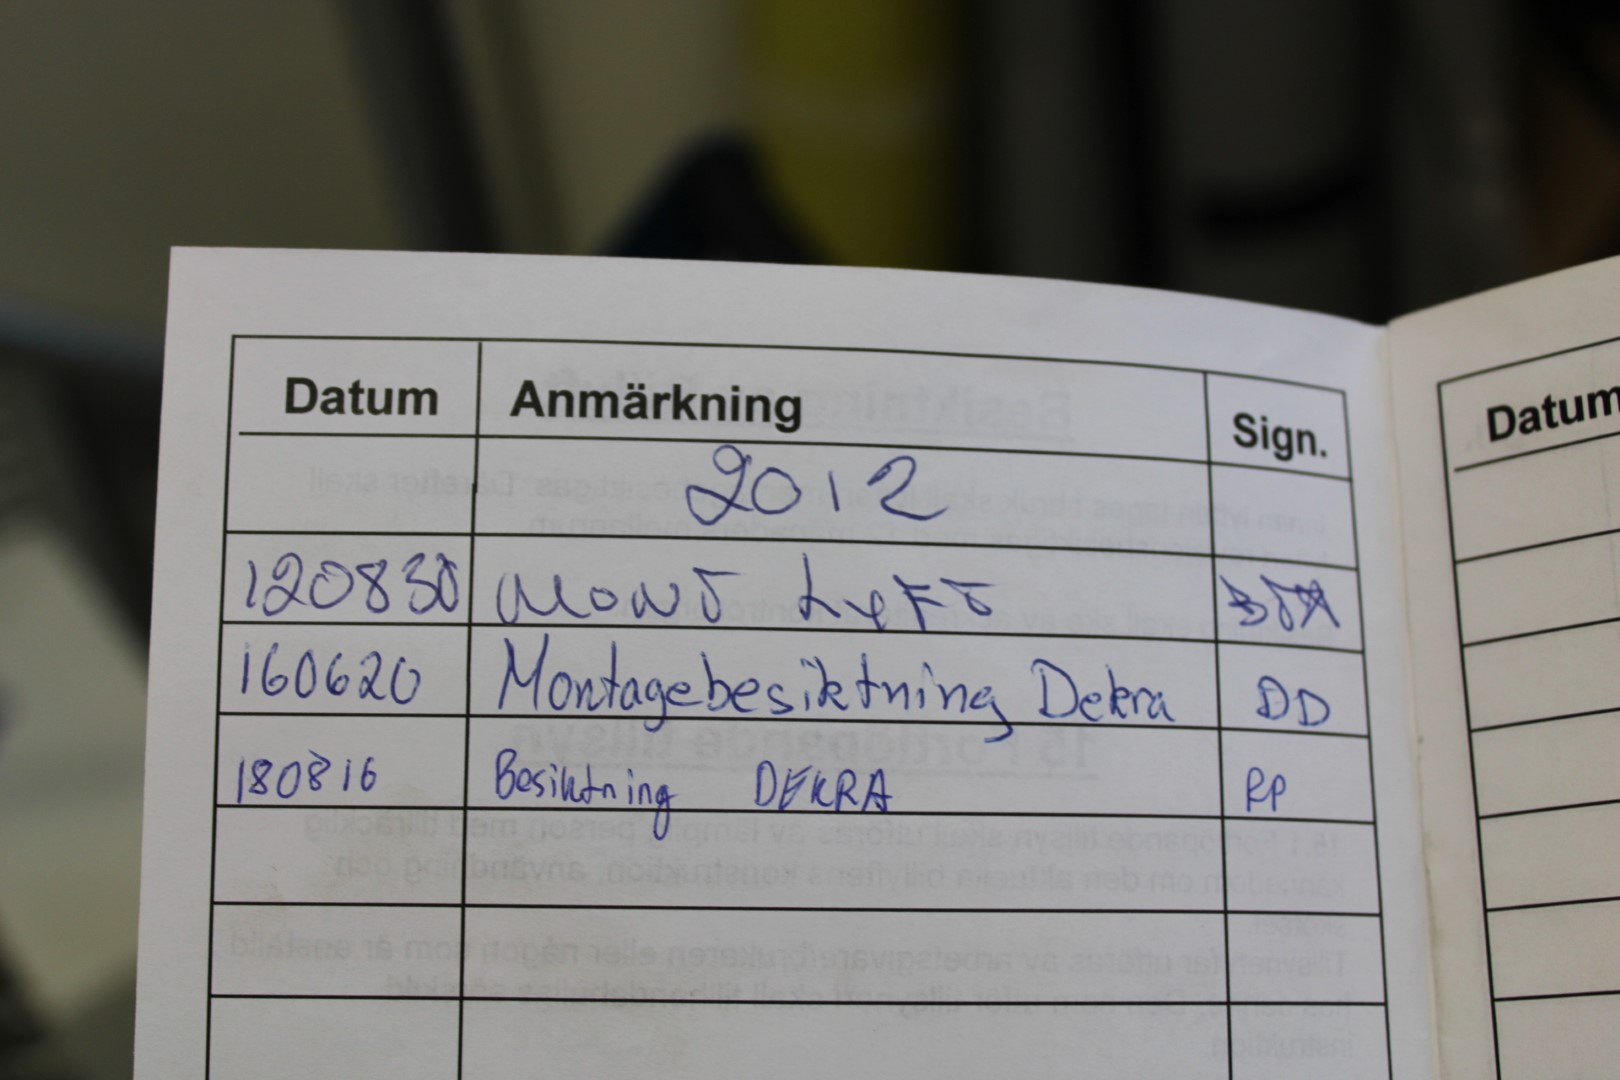 Datum Anmärkning Sign.
2012
120830 Mont Lyft
160620 Montagebesiktning Dekra DD
180816 Besiktning DEKRA RP
Datum